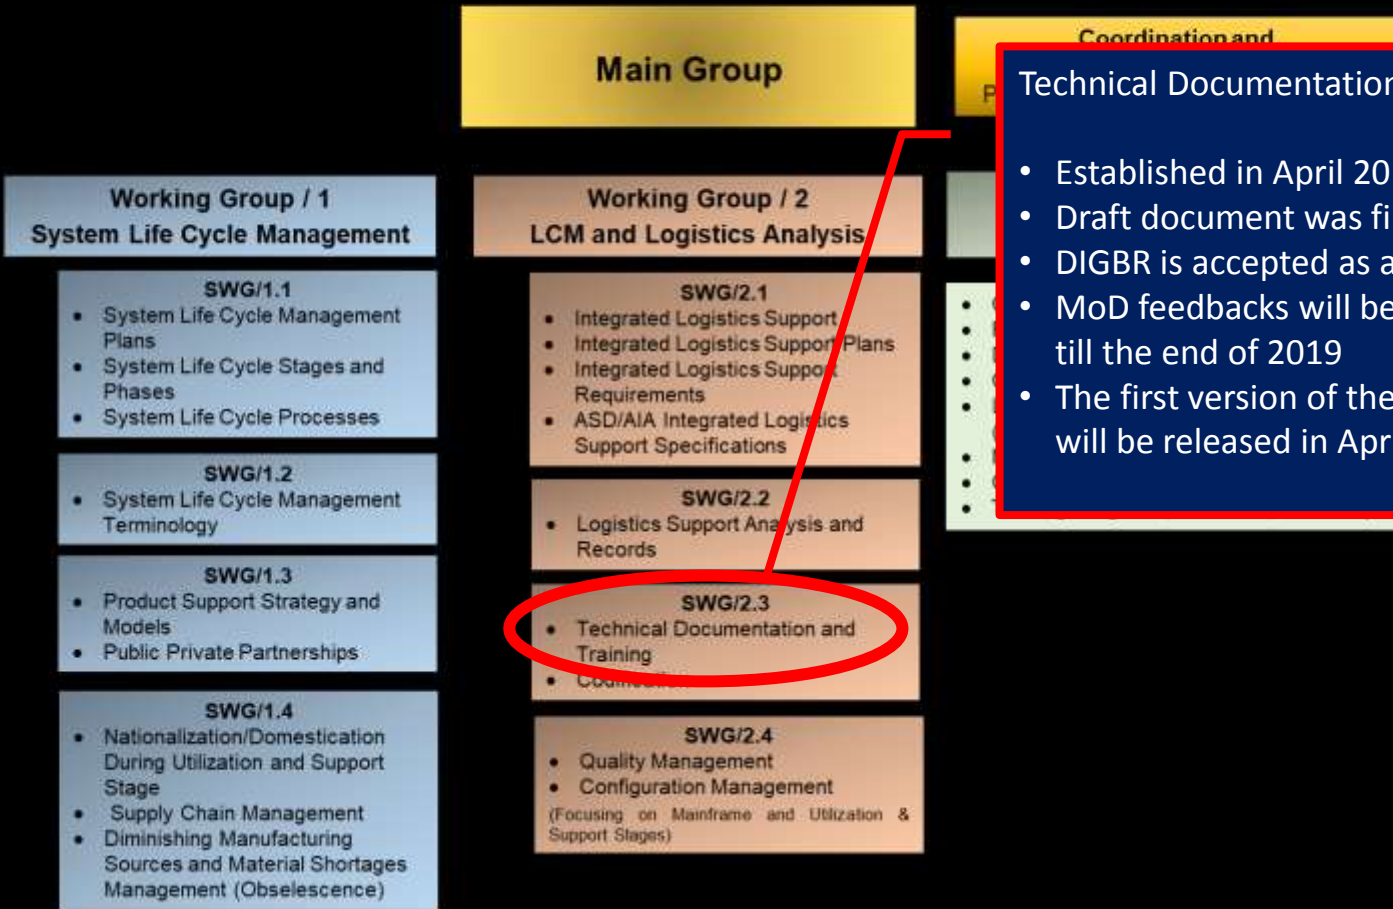 Main Group
Coordination and
P
Technical Documentation
• Established in April 20
• Draft document was fi
• DIGBR is accepted as a
• MoD feedbacks will be
till the end of 2019
• The first version of the
will be released in Apr
Working Group / 1
System Life Cycle Management
SWG/1.1
• System Life Cycle Management
Plans
• System Life Cycle Stages and
Phases
• System Life Cycle Processes
SWG/1.2
• System Life Cycle Management
Terminology
SWG/1.3
• Product Support Strategy and
Models
• Public Private Partnerships
SWG/1.4
• Nationalization/Domestication
During Utilization and Support
Stage
• Supply Chain Management
• Diminishing Manufacturing
Sources and Material Shortages
Management (Obselescence)
Working Group / 2
LCM and Logistics Analysis
SWG/2.1
• Integrated Logistics Support
• Integrated Logistics Support Plans
• Integrated Logistics Support
Requirements
• ASD/AIA Integrated Logistics
Support Specifications
SWG/2.2
• Logistics Support Analysis and
Records
SWG/2.3
• Technical Documentation and
Training
SWG/2.4
• Quality Management
• Configuration Management
(Focusing on Mainframe and Utilization &
Support Stages)